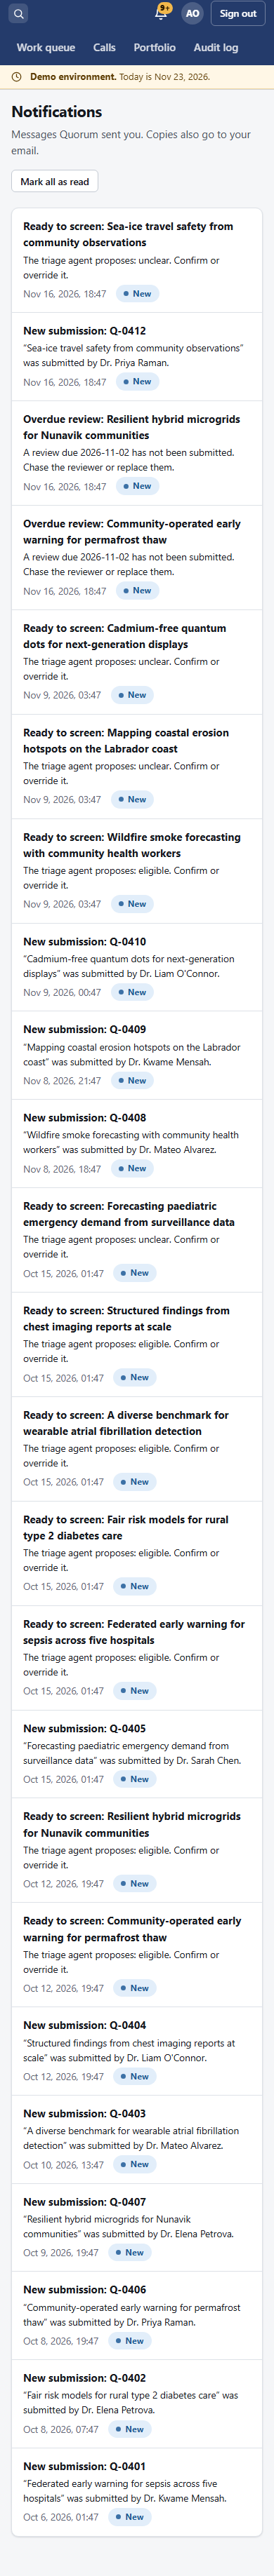 9+
AO
Sign out
Work queue
Calls
Portfolio
Audit log
Demo environment. Today is Nov 23, 2026.
Notifications
Messages Quorum sent you. Copies also go to your
email.
Mark all as read
Ready to screen: Sea-ice travel safety from
community observations
The triage agent proposes: unclear. Confirm or
override it.
Nov 16, 2026, 18:47 New
New submission: Q-0412
“Sea-ice travel safety from community observations”
was submitted by Dr. Priya Raman.
Nov 16, 2026, 18:47 New
Overdue review: Resilient hybrid microgrids
for Nunavik communities
A review due 2026-11-02 has not been submitted.
Chase the reviewer or replace them.
Nov 16, 2026, 18:47 New
Overdue review: Community-operated early
warning for permafrost thaw
A review due 2026-11-02 has not been submitted.
Chase the reviewer or replace them.
Nov 16, 2026, 18:47 New
Ready to screen: Cadmium-free quantum
dots for next-generation displays
The triage agent proposes: unclear. Confirm or
override it.
Nov 9, 2026, 03:47 New
Ready to screen: Mapping coastal erosion
hotspots on the Labrador coast
The triage agent proposes: unclear. Confirm or
override it.
Nov 9, 2026, 03:47 New
Ready to screen: Wildfire smoke forecasting
with community health workers
The triage agent proposes: eligible. Confirm or
override it.
Nov 9, 2026, 03:47 New
New submission: Q-0410
“Cadmium-free quantum dots for next-generation
displays” was submitted by Dr. Liam O’Connor.
Nov 9, 2026, 00:47 New
New submission: Q-0409
“Mapping coastal erosion hotspots on the Labrador
coast” was submitted by Dr. Kwame Mensah.
Nov 8, 2026, 21:47 New
New submission: Q-0408
“Wildfire smoke forecasting with community health
workers” was submitted by Dr. Mateo Alvarez.
Nov 8, 2026, 18:47 New
Ready to screen: Forecasting paediatric
emergency demand from surveillance data
The triage agent proposes: unclear. Confirm or
override it.
Oct 15, 2026, 01:47 New
Ready to screen: Structured findings from
chest imaging reports at scale
The triage agent proposes: eligible. Confirm or
override it.
Oct 15, 2026, 01:47 New
Ready to screen: A diverse benchmark for
wearable atrial fibrillation detection
The triage agent proposes: eligible. Confirm or
override it.
Oct 15, 2026, 01:47 New
Ready to screen: Fair risk models for rural
type 2 diabetes care
The triage agent proposes: eligible. Confirm or
override it.
Oct 15, 2026, 01:47 New
Ready to screen: Federated early warning for
sepsis across five hospitals
The triage agent proposes: eligible. Confirm or
override it.
Oct 15, 2026, 01:47 New
New submission: Q-0405
“Forecasting paediatric emergency demand from
surveillance data” was submitted by Dr. Sarah Chen.
Oct 15, 2026, 01:47 New
Ready to screen: Resilient hybrid microgrids
for Nunavik communities
The triage agent proposes: eligible. Confirm or
override it.
Oct 12, 2026, 19:47 New
Ready to screen: Community-operated early
warning for permafrost thaw
The triage agent proposes: eligible. Confirm or
override it.
Oct 12, 2026, 19:47 New
New submission: Q-0404
“Structured findings from chest imaging reports at
scale” was submitted by Dr. Liam O’Connor.
Oct 12, 2026, 19:47 New
New submission: Q-0403
“A diverse benchmark for wearable atrial fibrillation
detection” was submitted by Dr. Mateo Alvarez.
Oct 10, 2026, 13:47 New
New submission: Q-0407
“Resilient hybrid microgrids for Nunavik
communities” was submitted by Dr. Elena Petrova.
Oct 9, 2026, 19:47 New
New submission: Q-0406
“Community-operated early warning for permafrost
thaw” was submitted by Dr. Priya Raman.
Oct 8, 2026, 19:47 New
New submission: Q-0402
“Fair risk models for rural type 2 diabetes care” was
submitted by Dr. Elena Petrova.
Oct 8, 2026, 07:47 New
New submission: Q-0401
“Federated early warning for sepsis across five
hospitals” was submitted by Dr. Kwame Mensah.
Oct 6, 2026, 01:47 New